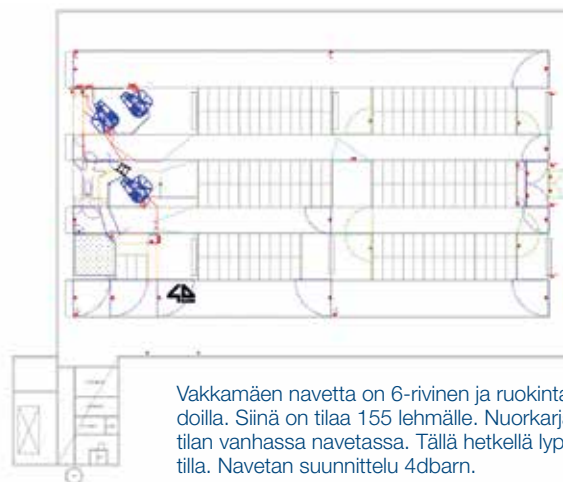 4D
Vakkamäen navetta on 6-rivinen ja ruokinta
doilla. Siinä on tilaa 155 lehmälle. Nuorkarj
tilan vanhassa navetassa. Tällä hetkellä lyp
tilla. Navetan suunnittelu 4dbarn.